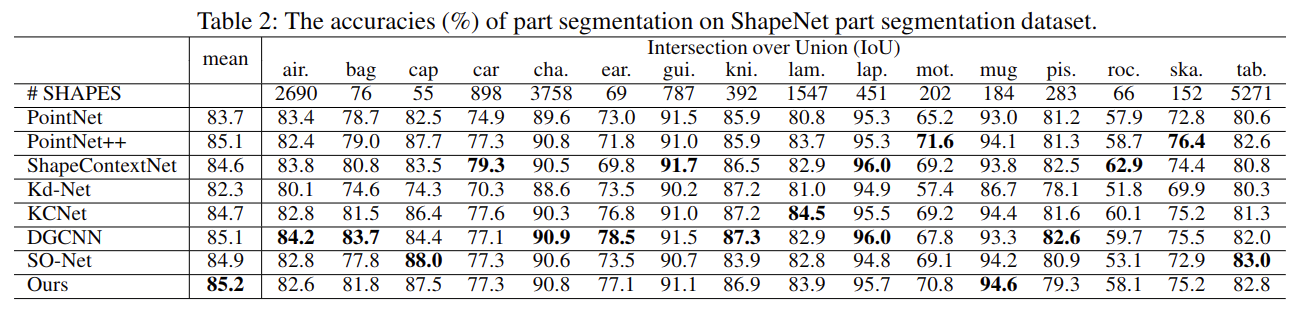 Table 2: The accuracies (%) of part segmentation on ShapeNet part segmentation dataset.
mean Intersection over Union (IoU)
air. bag cap car cha. ear. gui. kni. lam. lap. mot. mug pis. roc. ska. tab.
# SHAPES 2690 76 55 898 3758 69 787 392 1547 451 202 184 283 66 152 5271
PointNet 83.7 83.4 78.7 82.5 74.9 89.6 73.0 91.5 85.9 80.8 95.3 65.2 93.0 81.2 57.9 72.8 80.6
PointNet++ 85.1 82.4 79.0 87.7 77.3 90.8 71.8 91.0 85.9 83.7 95.3 71.6 94.1 81.3 58.7 76.4 82.6
ShapeContextNet 84.6 83.8 80.8 83.5 79.3 90.5 69.8 91.7 86.5 82.9 96.0 69.2 93.8 82.5 62.9 74.4 80.8
Kd-Net 82.3 80.1 74.6 74.3 70.3 88.6 73.5 90.2 87.2 81.0 94.9 57.4 86.7 78.1 51.8 69.9 80.3
KCNet 84.7 82.8 81.5 86.4 77.6 90.3 76.8 91.0 87.2 84.5 95.5 69.2 94.4 81.6 60.1 75.2 81.3
DGCNN 85.1 84.2 83.7 84.4 77.1 90.9 78.5 91.5 87.3 82.9 96.0 67.8 93.3 82.6 59.7 75.5 82.0
SO-Net 84.9 82.8 77.8 88.0 77.3 90.6 73.5 90.7 83.9 82.8 94.8 69.1 94.2 80.9 53.1 72.9 83.0
Ours 85.2 82.6 81.8 87.5 77.3 90.8 77.1 91.1 86.9 83.9 95.7 70.8 94.6 79.3 58.1 75.2 82.8